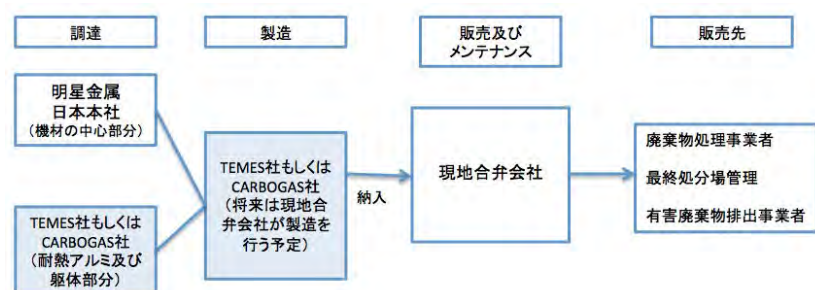 調達
製造
販売及び
メンテナンス
販売先
明星金属
日本本社
(機材の中心部分)
TEMES社もしくは
CARBOGAS社
(耐熱アルミ及び
躯体部分)
TEMES社もしくは
CARBOGAS社
(将来は現地合
弁会社が製造を
行う予定)
納入
現地合弁会社
廃棄物処理事業者
最終処分場管理
有害廃棄物排出事業者